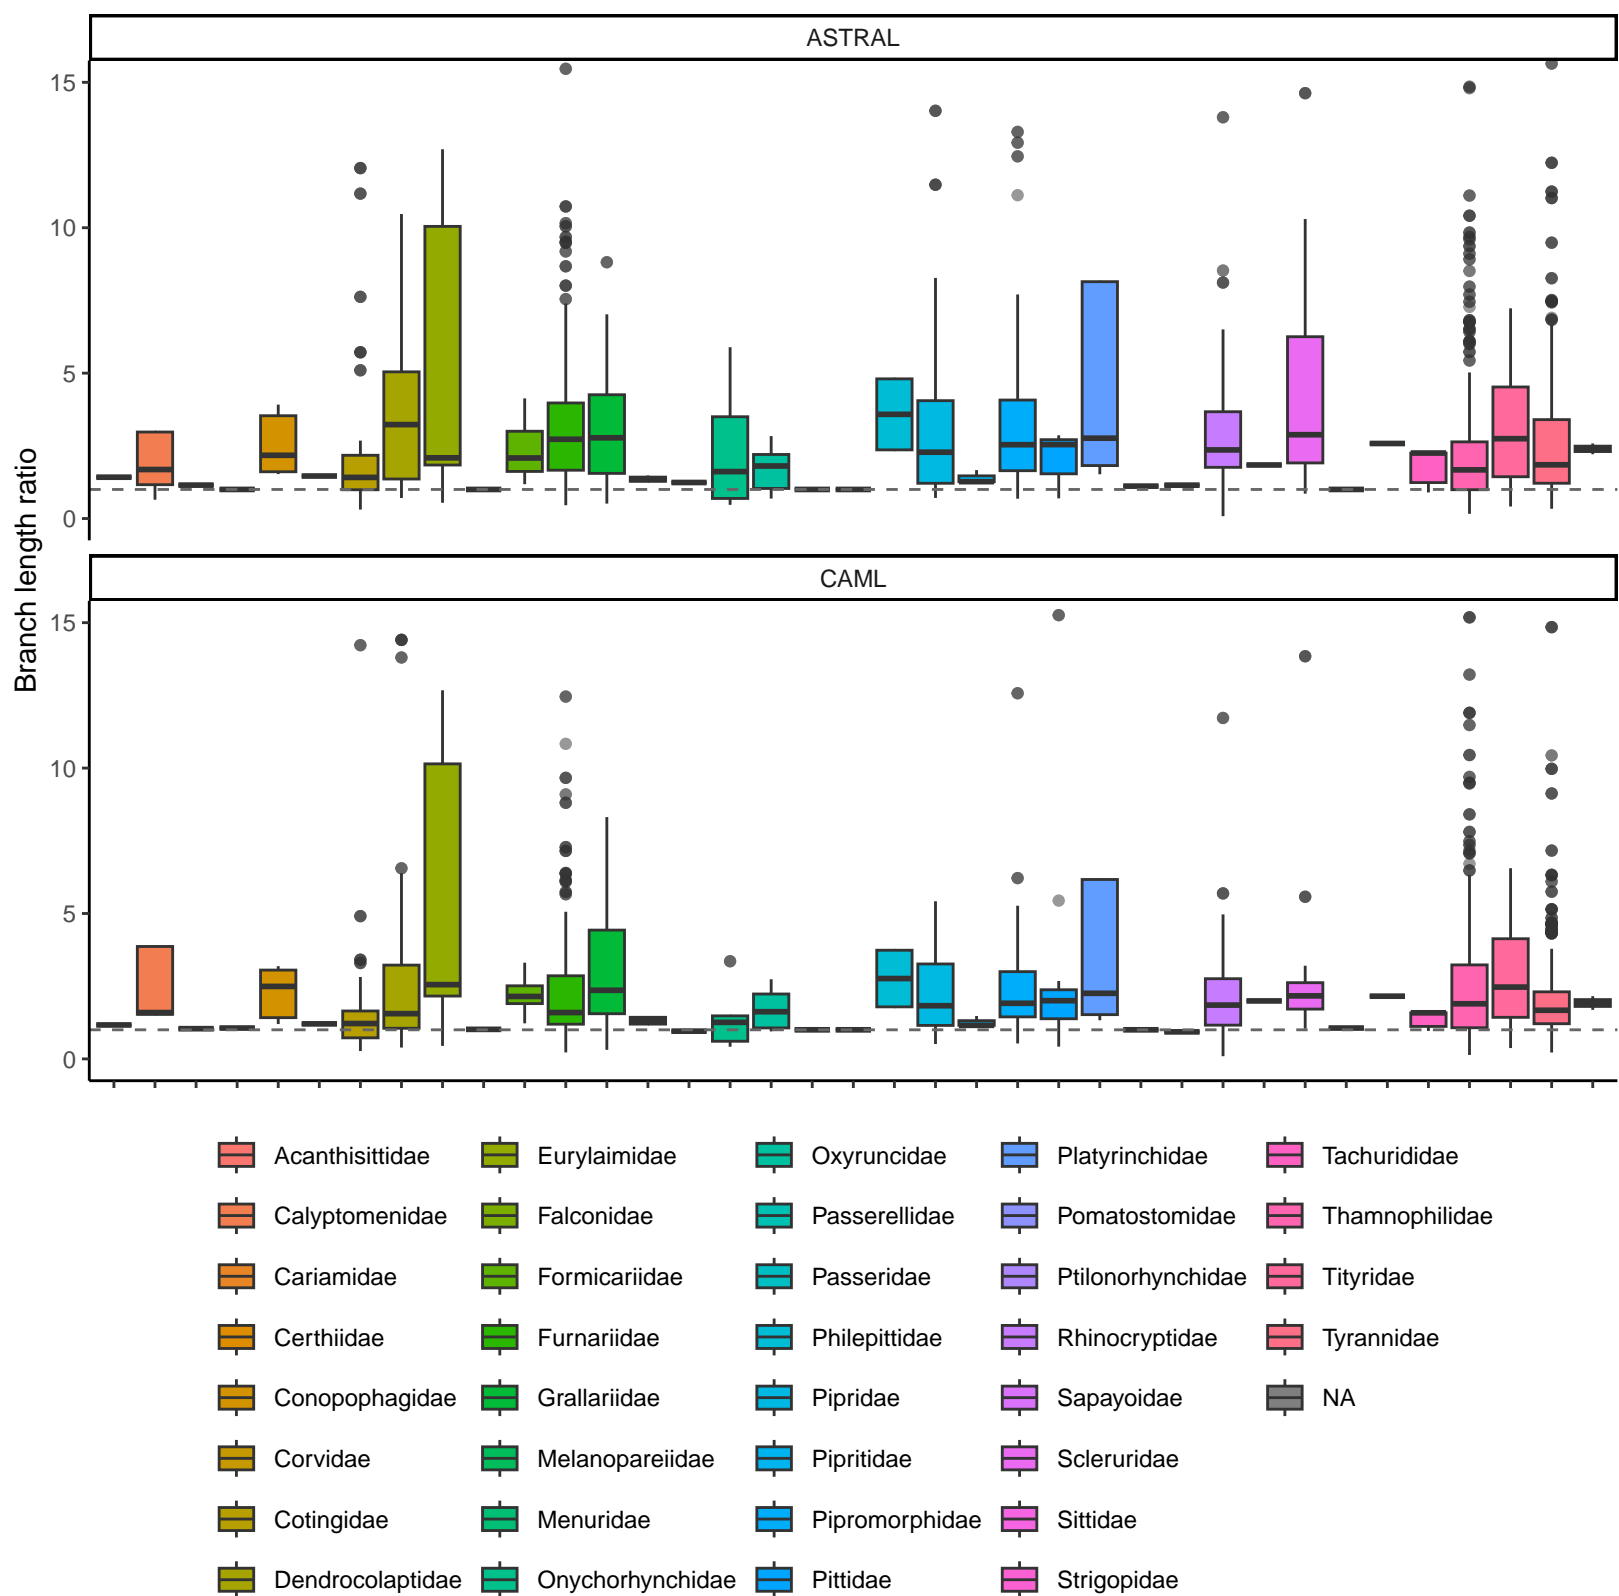 ASTRAL
15
10
5
0
Branch length ratio
CAML
15
10
5
0
Acanthisittidae Eurylaimidae Oxyruncidae Platyrinchidae Tachurididae
Calyptomenidae Falconidae Passerellidae Pomatostomidae Thamnophilidae
Cariamidae Formicariidae Passeridae Ptilonorhynchidae Tityridae
Certhiidae Furnariidae Philepittidae Rhinocryptidae Tyrannidae
Conopophagidae Grallariidae Pipridae Sapayoidae NA
Corvidae Melanopareiidae Pipritidae Scleruridae
Cotingidae Menuridae Pipromorphidae Sittidae
Dendrocolaptidae Onychorhynchidae Pittidae Strigopidae